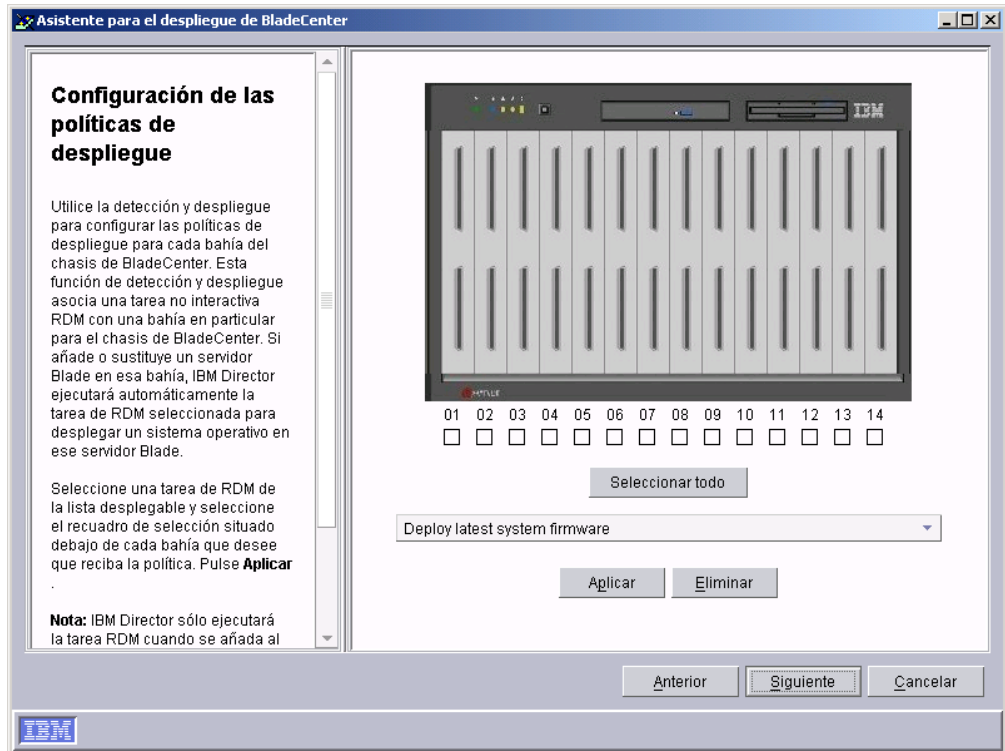 Asistente para el despliegue de BladeCenter
Configuración de las
políticas de
despliegue
Utilice la detección y despliegue
para configurar las políticas de
despliegue para cada bahía del
chasis de BladeCenter. Esta
función de detección y despliegue
asocia una tarea no interactiva
RDM con una bahía en particular
para el chasis de BladeCenter. Si
añade o sustituye un servidor
Blade en esa bahía, IBM Director
ejecutará automáticamente la
tarea de RDM seleccionada para
desplegar un sistema operativo en
ese servidor Blade.
Seleccione una tarea de RDM de
la lista desplegable y seleccione
el recuadro de selección situado
debajo de cada bahía que desee
que reciba la política. Pulse Aplicar
.
Nota: IBM Director sólo ejecutará
la tarea RDM cuando se añada al
IBM
01 02 03 04 05 06 07 08 09 10 11 12 13 14
Seleccionar todo
Deploy latest system firmware
Aplicar Eliminar
Anterior Siguiente Cancelar
IBM